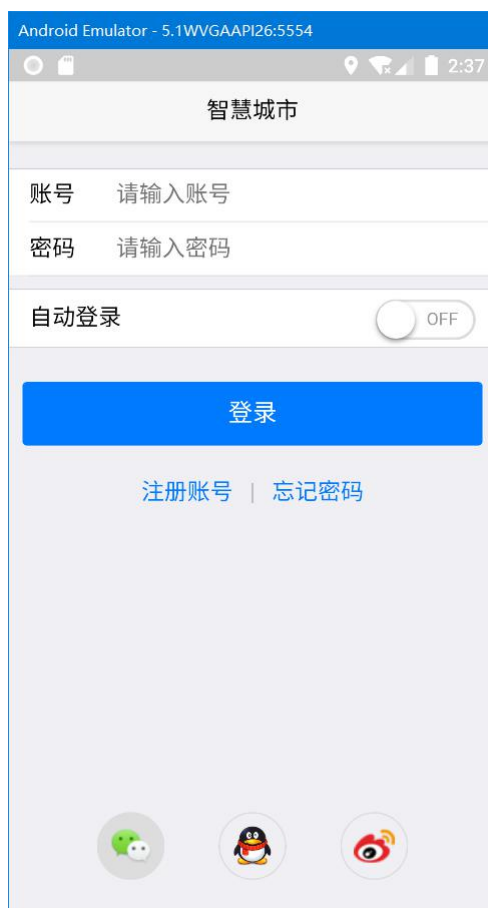 Android Emulator - 5.1WVGAAPI26:5554
2:37
智慧城市
账号 请输入账号
密码 请输入密码
自动登录 OFF
登录
注册账号 | 忘记密码